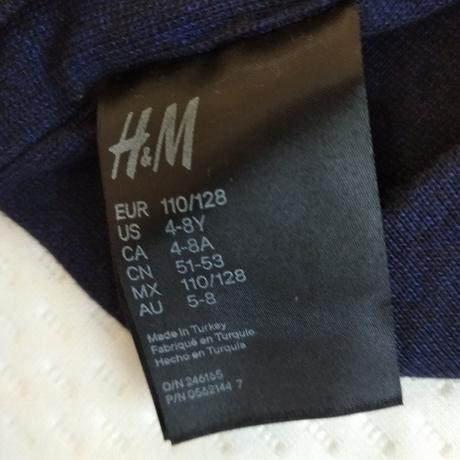 H&M
EUR 110/128
US 4-8Y
CA 4-8A
CN 51-53
MX 110/128
AU 5-8
Made in Turkey
Fabriqué en Turquie
Hecho en Turquía
O/N 246165
P/N 0562144 7